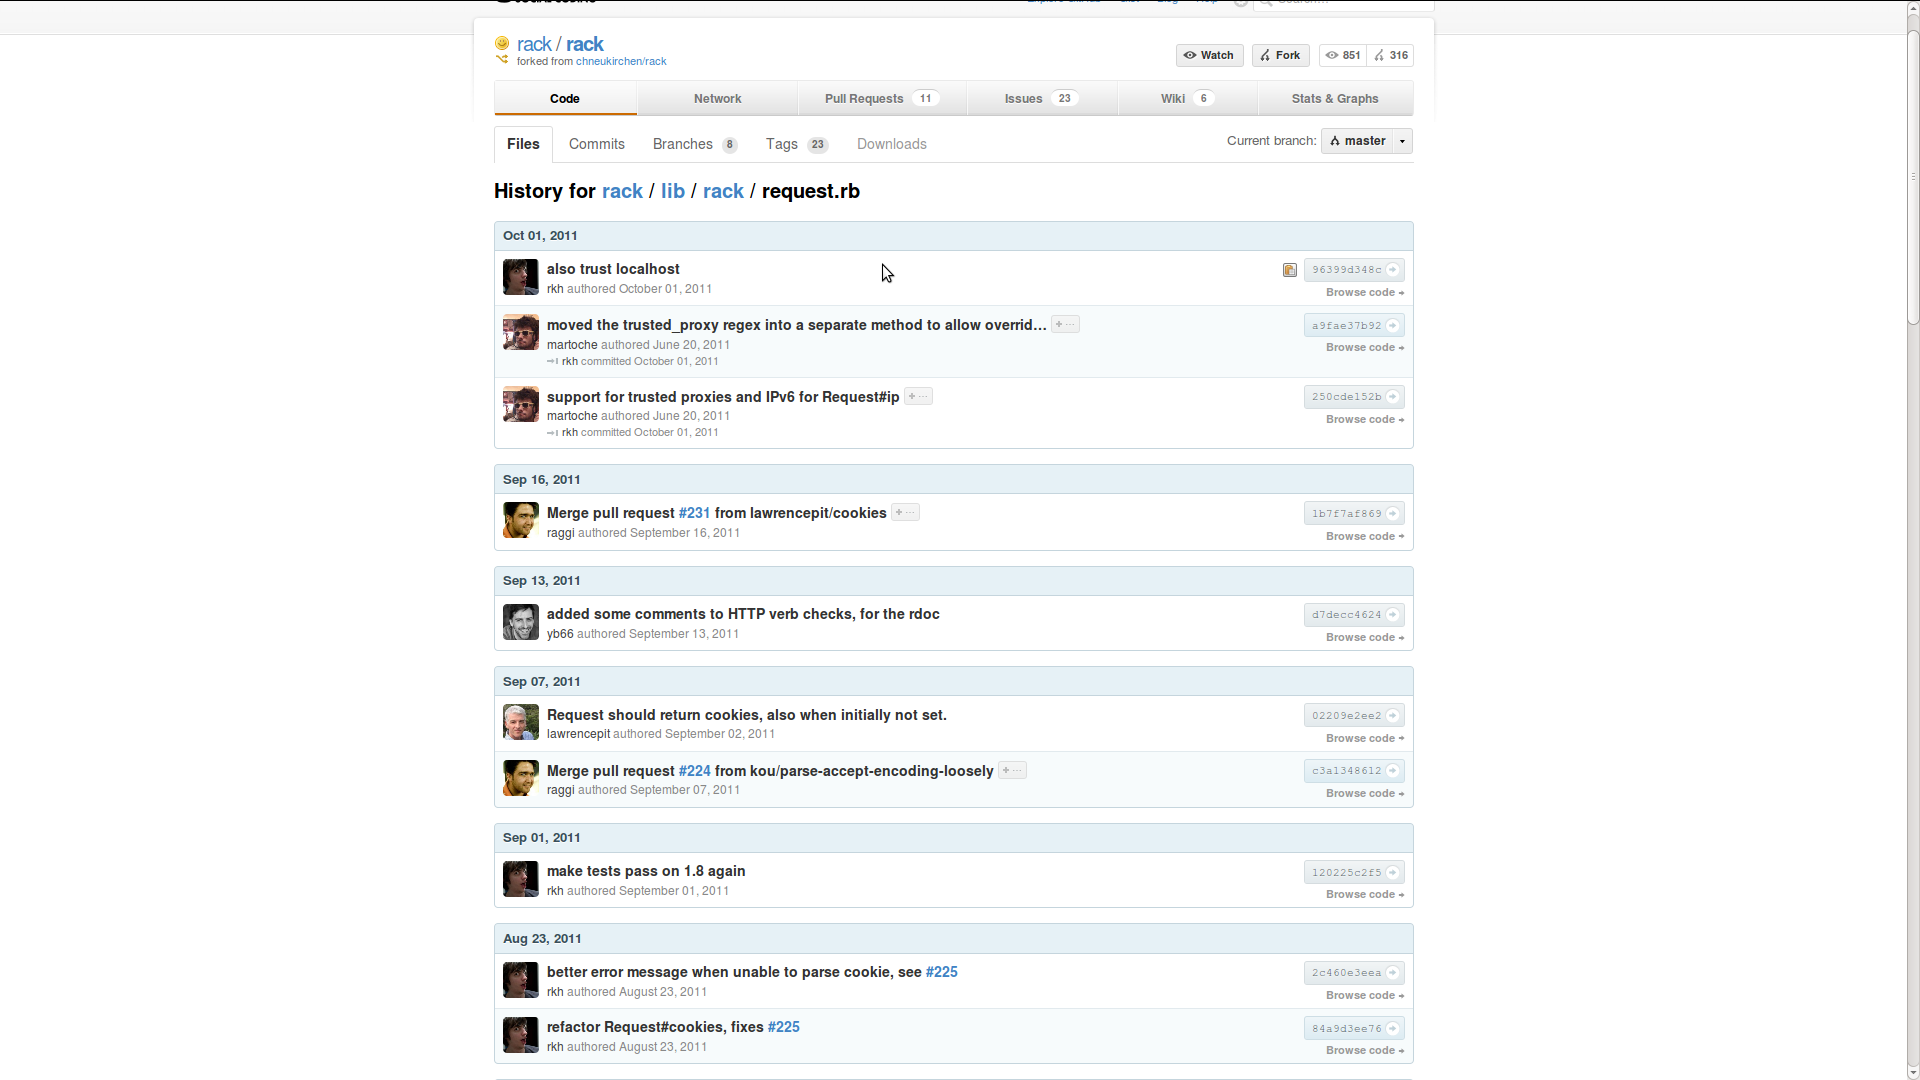 rack / rack
forked from chneukirchen/rack
Watch Fork 851 316
Code Network Pull Requests 11 Issues 23 Wiki 6 Stats & Graphs
Files Commits Branches 8 Tags 23 Downloads Current branch: master
History for rack / lib / rack / request.rb
Oct 01, 2011
also trust localhost 96399d348c
rkh authored October 01, 2011 Browse code
moved the trusted_proxy regex into a separate method to allow overrid… + ··· a9fae37b92
martoche authored June 20, 2011 Browse code
rkh committed October 01, 2011
support for trusted proxies and IPv6 for Request#ip + ··· 250cde152b
martoche authored June 20, 2011 Browse code
rkh committed October 01, 2011
Sep 16, 2011
Merge pull request #231 from lawrencepit/cookies + ··· 1b7f7af869
raggi authored September 16, 2011 Browse code
Sep 13, 2011
added some comments to HTTP verb checks, for the rdoc d7decc4624
yb66 authored September 13, 2011 Browse code
Sep 07, 2011
Request should return cookies, also when initially not set. 02209e2ee2
lawrencepit authored September 02, 2011 Browse code
Merge pull request #224 from kou/parse-accept-encoding-loosely + ··· c3a1348612
raggi authored September 07, 2011 Browse code
Sep 01, 2011
make tests pass on 1.8 again 120225c2f5
rkh authored September 01, 2011 Browse code
Aug 23, 2011
better error message when unable to parse cookie, see #225 2c460e3eea
rkh authored August 23, 2011 Browse code
refactor Request#cookies, fixes #225 84a9d3ee76
rkh authored August 23, 2011 Browse code